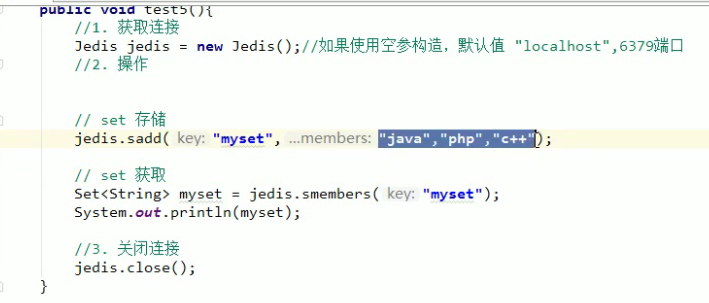 public void test5(){
//1. 获取连接
Jedis jedis = new Jedis();//如果使用空参构造，默认值 "localhost",6379端口
//2. 操作
// set 存储
jedis.sadd( key: "myset", ...members: "java","php","c++");
// set 获取
Set<String> myset = jedis.smembers( key: "myset");
System.out.println(myset);
//3. 关闭连接
jedis.close();
}